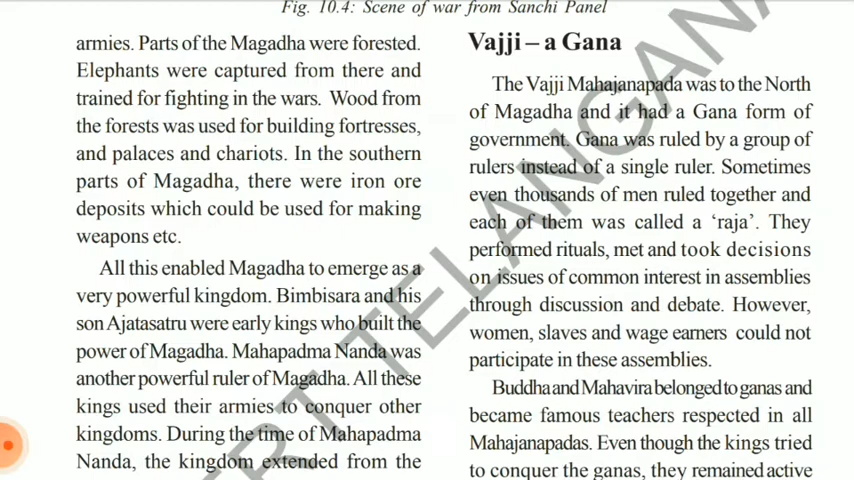 Fig. 10.4: Scene of war from Sanchi Panel
armies. Parts of the Magadha were forested.
Elephants were captured from there and
trained for fighting in the wars. Wood from
the forests was used for building fortresses,
and palaces and chariots. In the southern
parts of Magadha, there were iron ore
deposits which could be used for making
weapons etc.
All this enabled Magadha to emerge as a
very powerful kingdom. Bimbisara and his
son Ajatasatru were early kings who built the
power of Magadha. Mahapadma Nanda was
another powerful ruler of Magadha. All these
kings used their armies to conquer other
kingdoms. During the time of Mahapadma
Nanda, the kingdom extended from the
Vajji – a Gana
The Vajji Mahajanapada was to the North
of Magadha and it had a Gana form of
government. Gana was ruled by a group of
rulers instead of a single ruler. Sometimes
even thousands of men ruled together and
each of them was called a ‘raja’. They
performed rituals, met and took decisions
on issues of common interest in assemblies
through discussion and debate. However,
women, slaves and wage earners could not
participate in these assemblies.
Buddha and Mahavira belonged to ganas and
became famous teachers respected in all
Mahajanapadas. Even though the kings tried
to conquer the ganas, they remained active
ERT TELANGANA